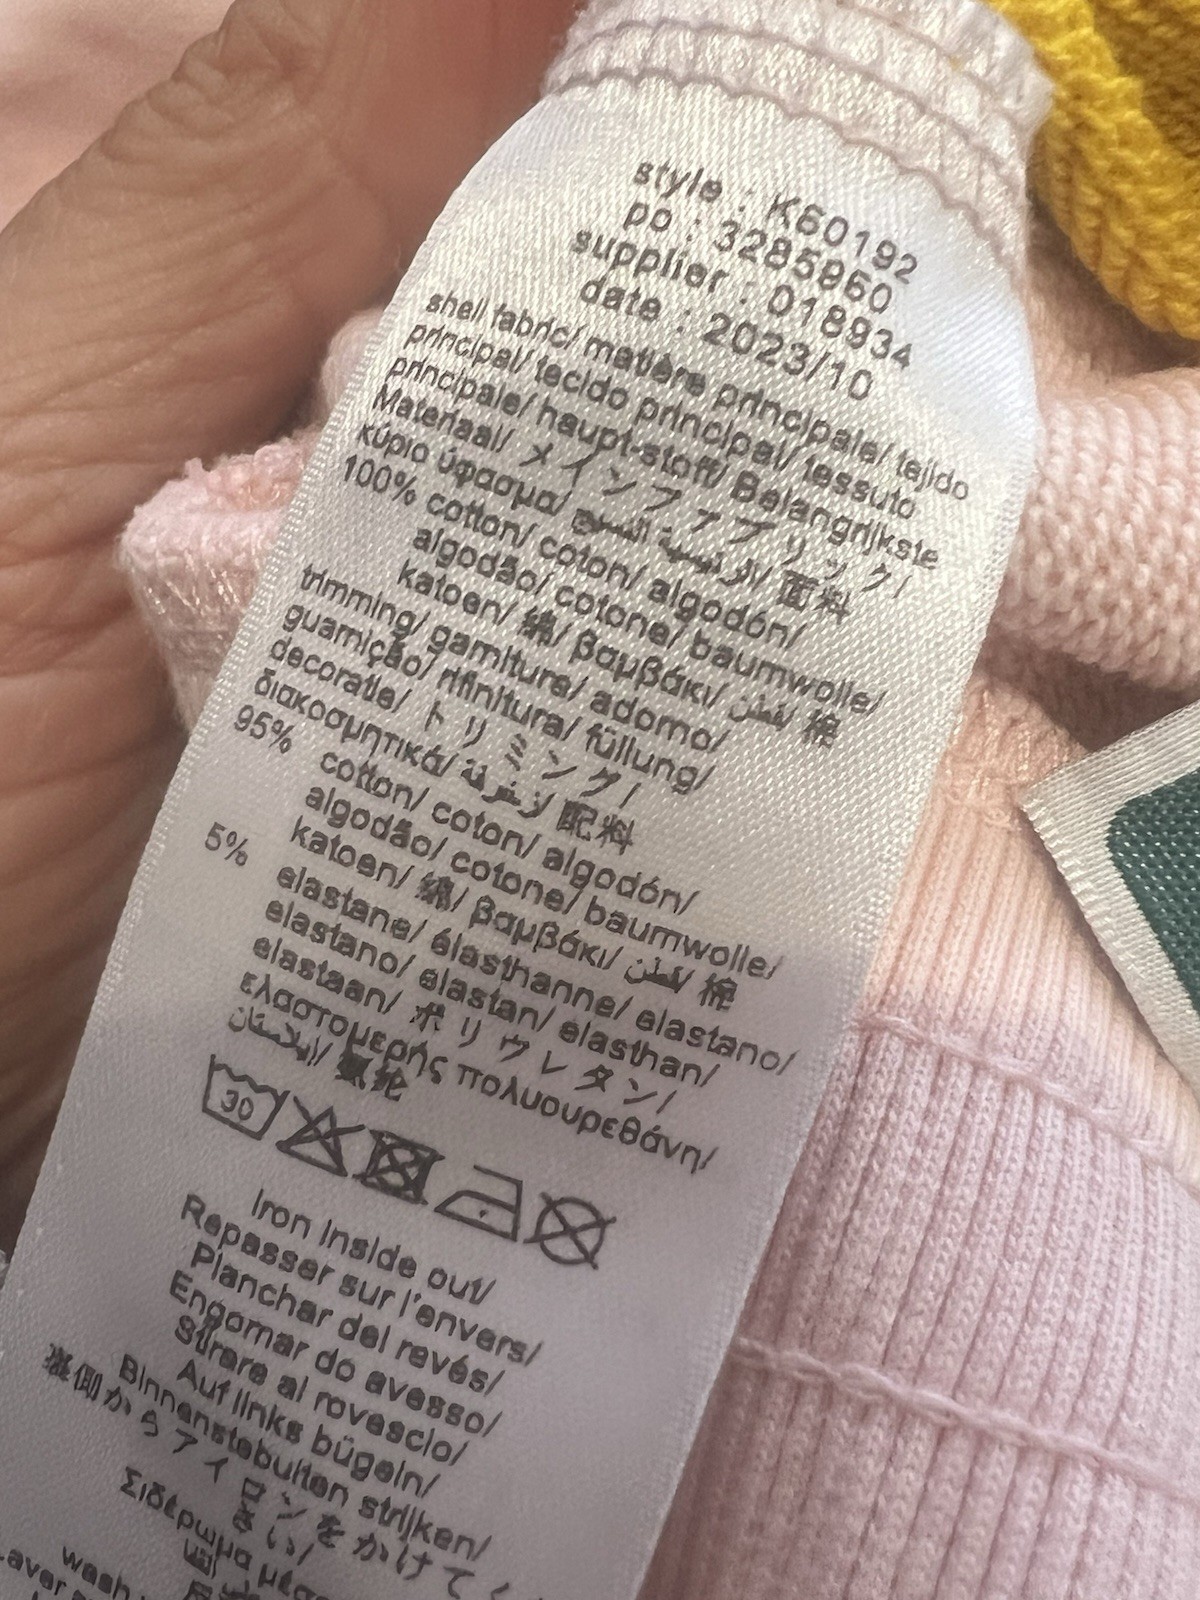 style : K60192
po : 3285960
supplier : 018934
date : 2023/10
shell fabric/ matière principale/ tejido
principal/ tecido principal/ tessuto
principale/ haupt-stoff/ Belangrijkste
Materiaal/ メインファブリング/
κύριο ύφασμα/ 面料
100% cotton/ coton/ algodón/
algodão/ cotone/ baumwolle/
katoen/ 綿/ βαμβάκι/ قطن/ 棉
trimming/ garniture/ adorno/
guarnição/ rifinitura/ füllung/
decoratie/ トリミング/
διακοσμητικά/ زخرفة/ 配料
95% cotton/ coton/ algodón/
algodão/ cotone/ baumwolle/
katoen/ 綿/ βαμβάκι/ قطن/ 棉
5% elastane/ élasthanne/ elastano/
elastano/ elastan/ elasthan/
elastaan/ ポリウレタン/
ελαστομερής πολυουρεθάνη/
الايلاستان/ 氨纶
30
Iron inside out/
Repasser sur l'envers/
Planchar del revés/
Engomar do avesso/
Stirare al rovescio/
Auf links bügeln/
Binnenstebuiten strijken/
裏側からアイロンをかけてく
さい/
Σιδέρωμα
wash